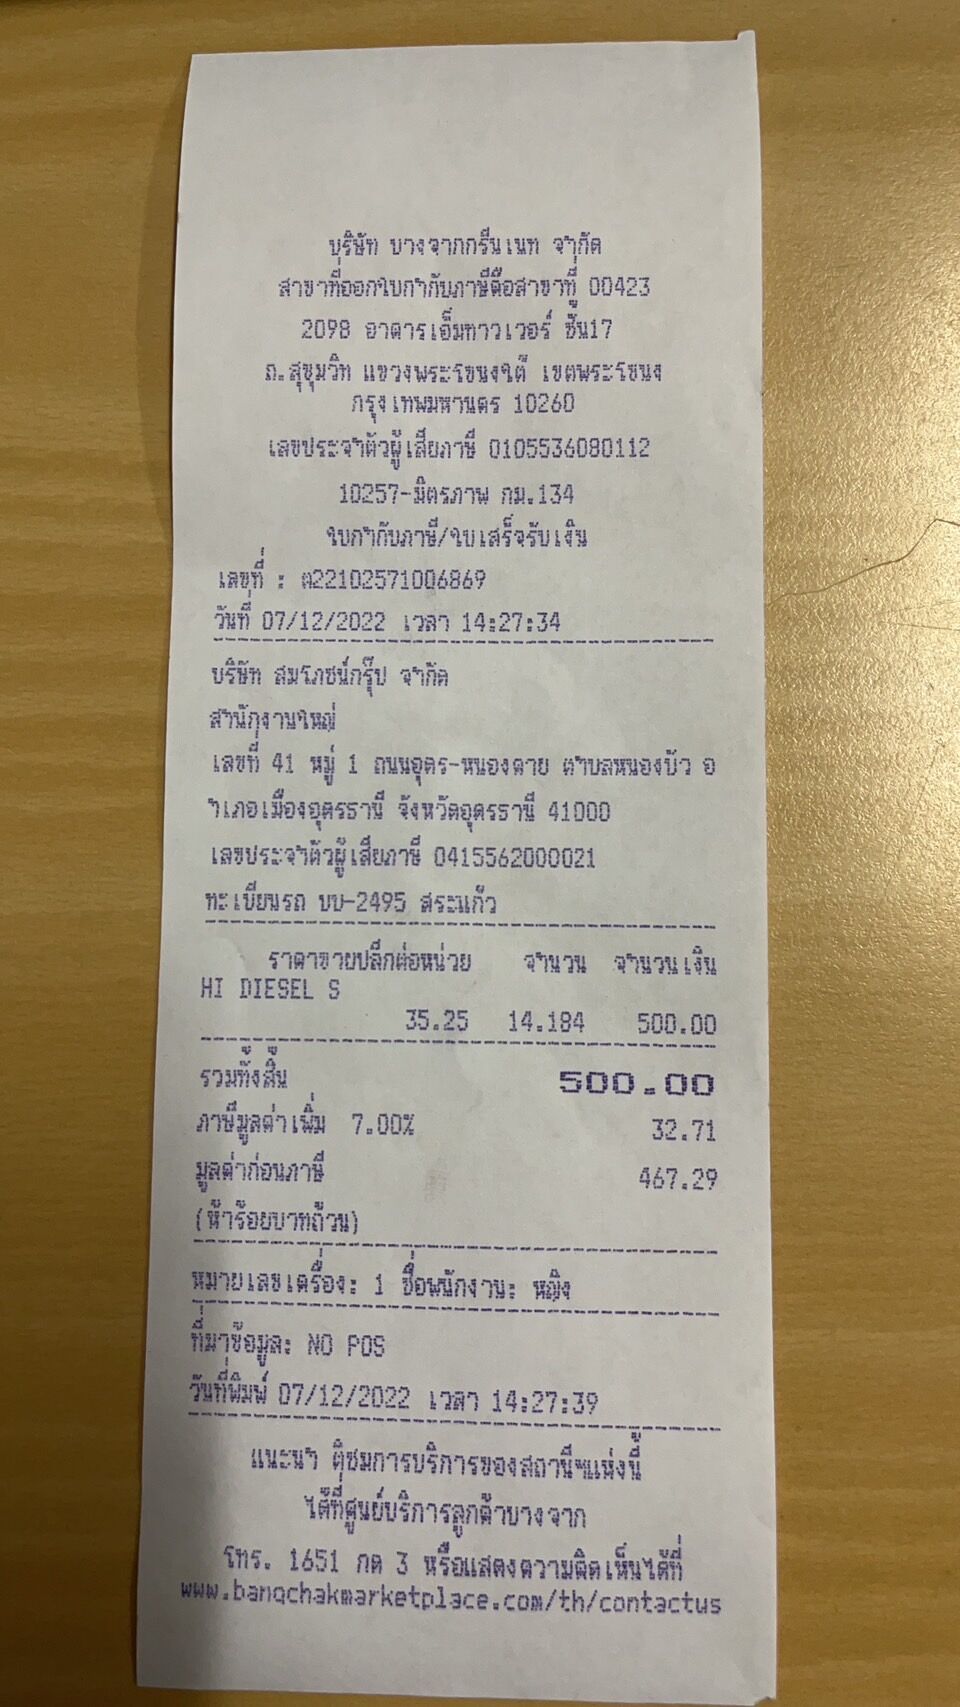 บริษัท บางจากกรีนเนท จำกัด
สาขาที่ออกใบกำกับภาษีคือสาขาที่ 00423
2098 อาคารเอ็มทาวเวอร์ ชั้น17
ถ.สุขุมวิท แขวงพระโขนงใต้ เขตพระโขนง
กรุงเทพมหานคร 10260
เลขประจำตัวผู้เสียภาษี 0105536080112
10257-มิตรภาพ กม.134
ใบกำกับภาษี/ใบเสร็จรับเงิน
เลขที่ : ต22102571006869
วันที่ 07/12/2022 เวลา 14:27:34
บริษัท สมโภชน์กรุ๊ป จำกัด
สำนักงานใหญ่
เลขที่ 41 หมู่ 1 ถนนอุดร-หนองคาย ตำบลหนองบัว อ
ำเภอเมืองอุดรธานี จังหวัดอุดรธานี 41000
เลขประจำตัวผู้เสียภาษี 0415562000021
ทะเบียนรถ บบ-2495 สระแก้ว
ราคาขายปลีกต่อหน่วย จำนวน จำนวนเงิน
HI DIESEL S
35.25 14.184 500.00
รวมทั้งสิ้น 500.00
ภาษีมูลค่าเพิ่ม 7.00% 32.71
มูลค่าก่อนภาษี 467.29
(ห้าร้อยบาทถ้วน)
หมายเลขเครื่อง: 1 ชื่อพนักงาน: หญิง
ที่มาข้อมูล: NO POS
วันที่พิมพ์ 07/12/2022 เวลา 14:27:39
แนะนำ ติชมการบริการของสถานีฯแห่งนี้
ได้ที่ศูนย์บริการลูกค้าบางจาก
โทร. 1651 กด 3 หรือแสดงความคิดเห็นได้ที่
www.bangchakmarketplace.com/th/contactus